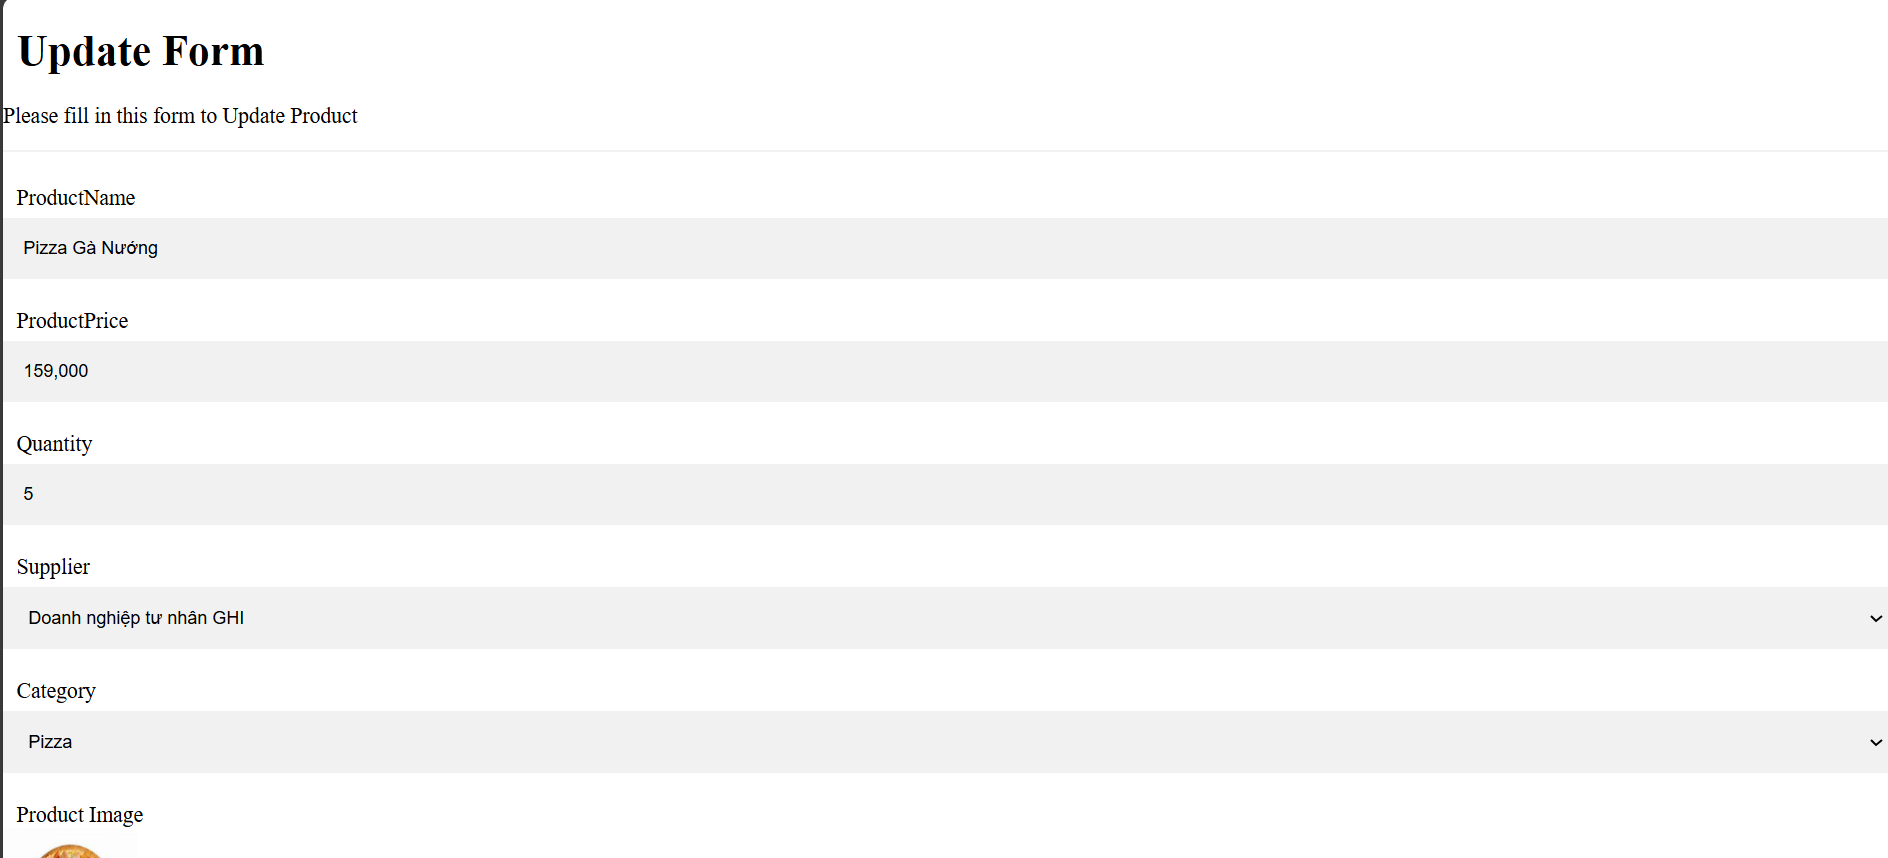 Update Form
Please fill in this form to Update Product
ProductName
Pizza Gà Nướng
ProductPrice
159,000
Quantity
5
Supplier
Doanh nghiệp tư nhân GHI
Category
Pizza
Product Image